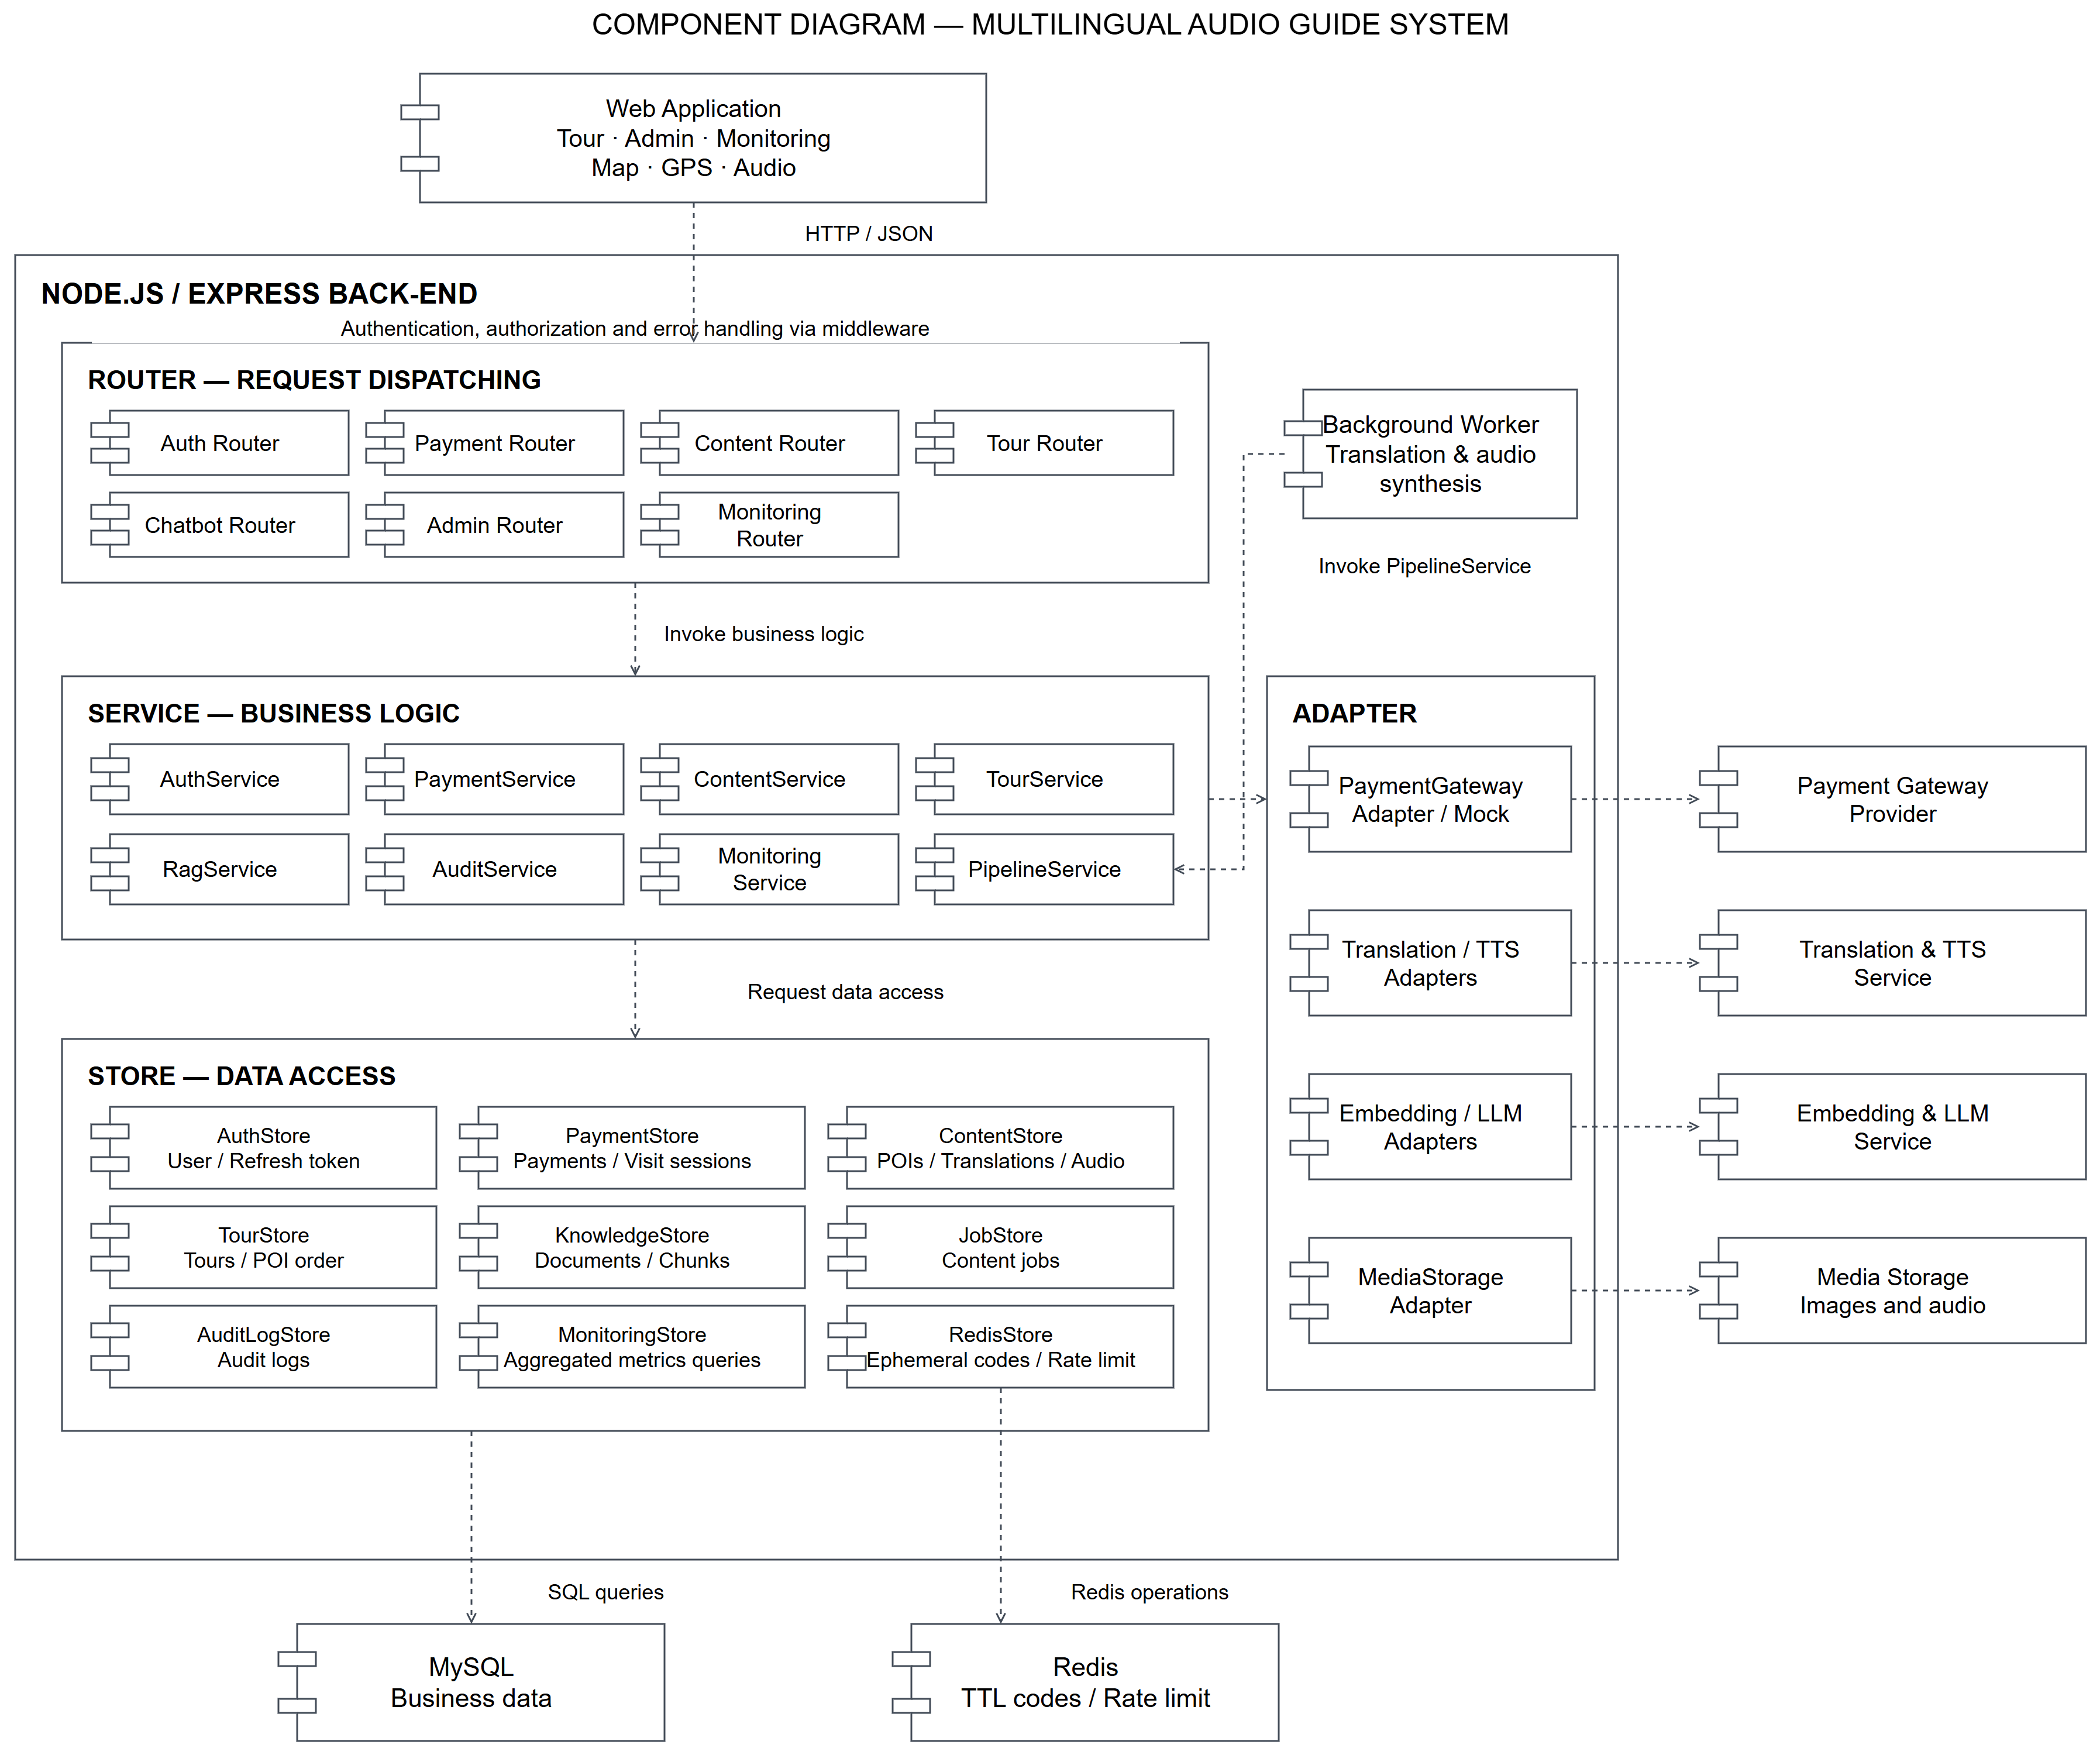 COMPONENT DIAGRAM — MULTILINGUAL AUDIO GUIDE SYSTEM
Web Application
Tour · Admin · Monitoring
Map · GPS · Audio
HTTP / JSON
NODE.JS / EXPRESS BACK-END
Authentication, authorization and error handling via middleware
ROUTER — REQUEST DISPATCHING
Auth Router
Payment Router
Content Router
Tour Router
Chatbot Router
Admin Router
Monitoring
Router
Background Worker
Translation & audio
synthesis
Invoke PipelineService
Invoke business logic
SERVICE — BUSINESS LOGIC
AuthService
PaymentService
ContentService
TourService
RagService
AuditService
Monitoring
Service
PipelineService
ADAPTER
PaymentGateway
Adapter / Mock
Translation / TTS
Adapters
Embedding / LLM
Adapters
MediaStorage
Adapter
Payment Gateway
Provider
Translation & TTS
Service
Embedding & LLM
Service
Media Storage
Images and audio
Request data access
STORE — DATA ACCESS
AuthStore
User / Refresh token
PaymentStore
Payments / Visit sessions
ContentStore
POIs / Translations / Audio
TourStore
Tours / POI order
KnowledgeStore
Documents / Chunks
JobStore
Content jobs
AuditLogStore
Audit logs
MonitoringStore
Aggregated metrics queries
RedisStore
Ephemeral codes / Rate limit
SQL queries
Redis operations
MySQL
Business data
Redis
TTL codes / Rate limit